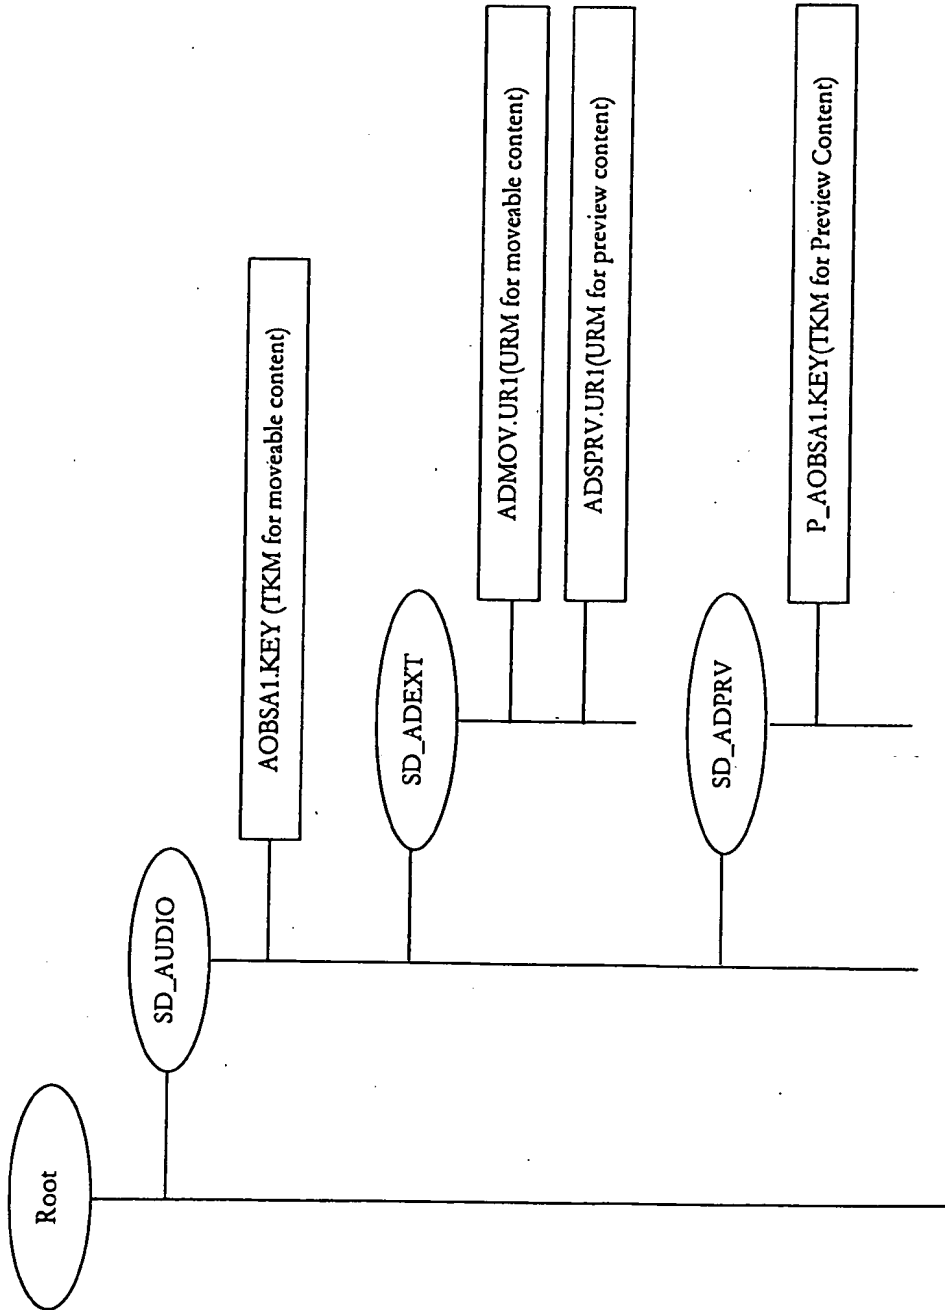 Root
SD_AUDIO
AOBSA1.KEY (TKM for moveable content)
SD_ADEXT
ADMOV.UR1(URM for moveable content)
ADSPRV.UR1(URM for preview content)
SD_ADPRV
P_AOBSA1.KEY(TKM for Preview Content)